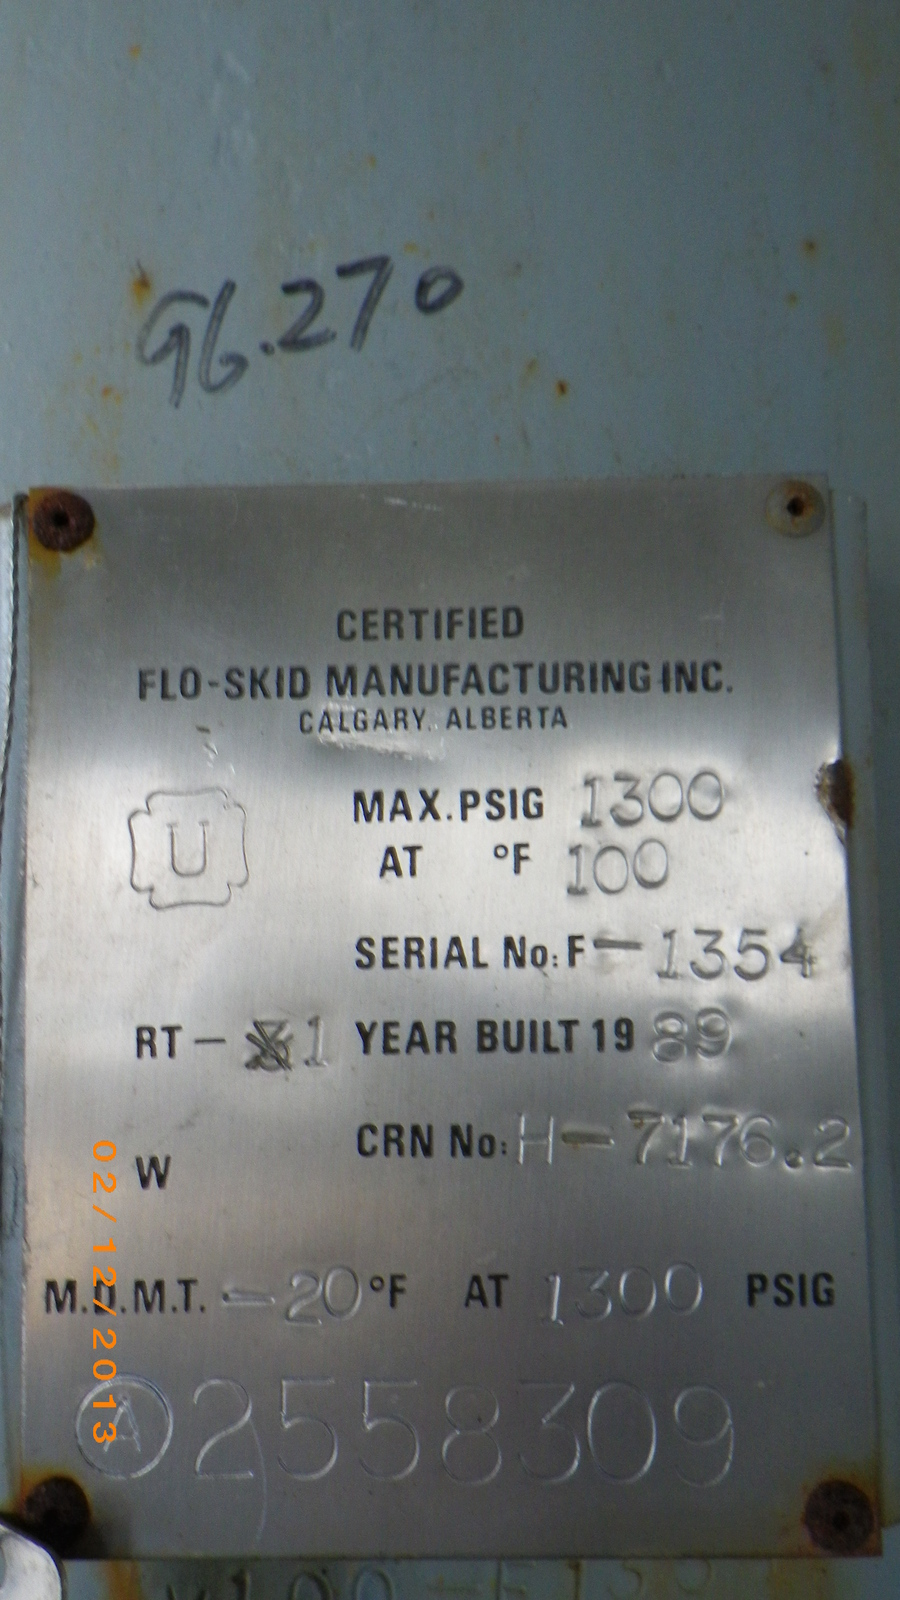 96.270
CERTIFIED
FLO-SKID MANUFACTURING INC.
CALGARY, ALBERTA
U
MAX. PSIG 1300
AT °F 100
SERIAL No: F-1354
RT-1 YEAR BUILT 1989
CRN No: H-7176.2
W
M.D.M.T. -20 °F AT 1300 PSIG
A 2558309
02/12/2013